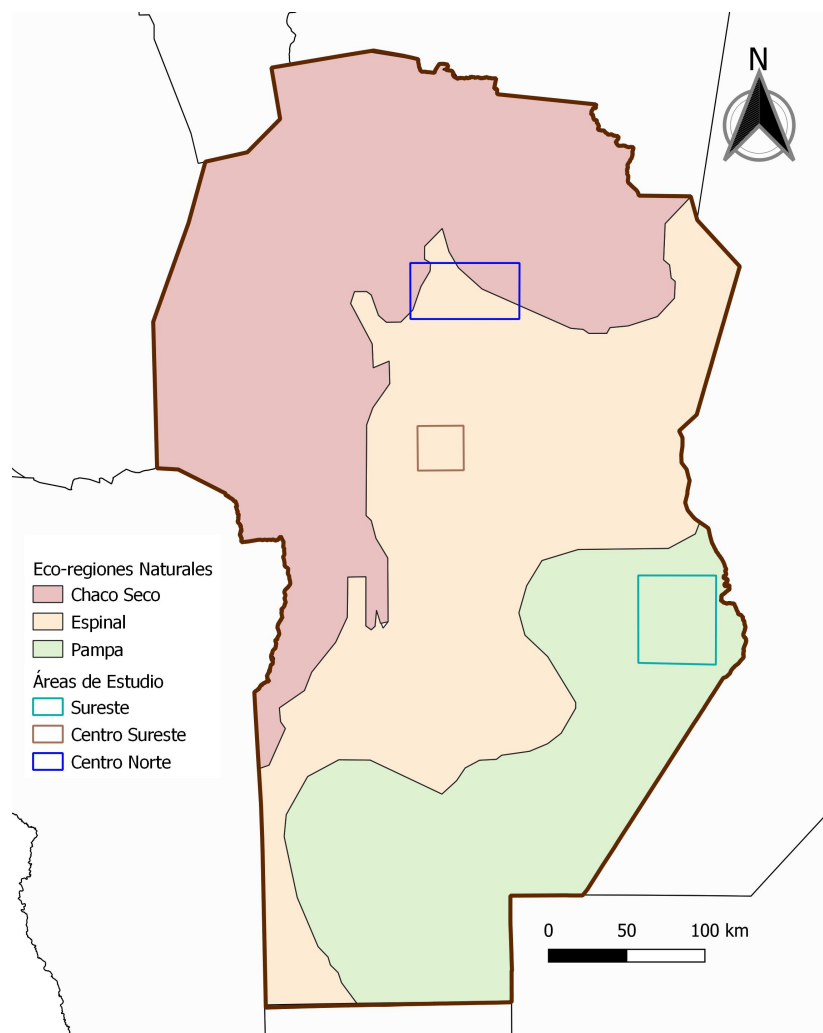 N
Eco-regiones Naturales
Chaco Seco
Espinal
Pampa
Áreas de Estudio
Sureste
Centro Sureste
Centro Norte
0 50 100 km